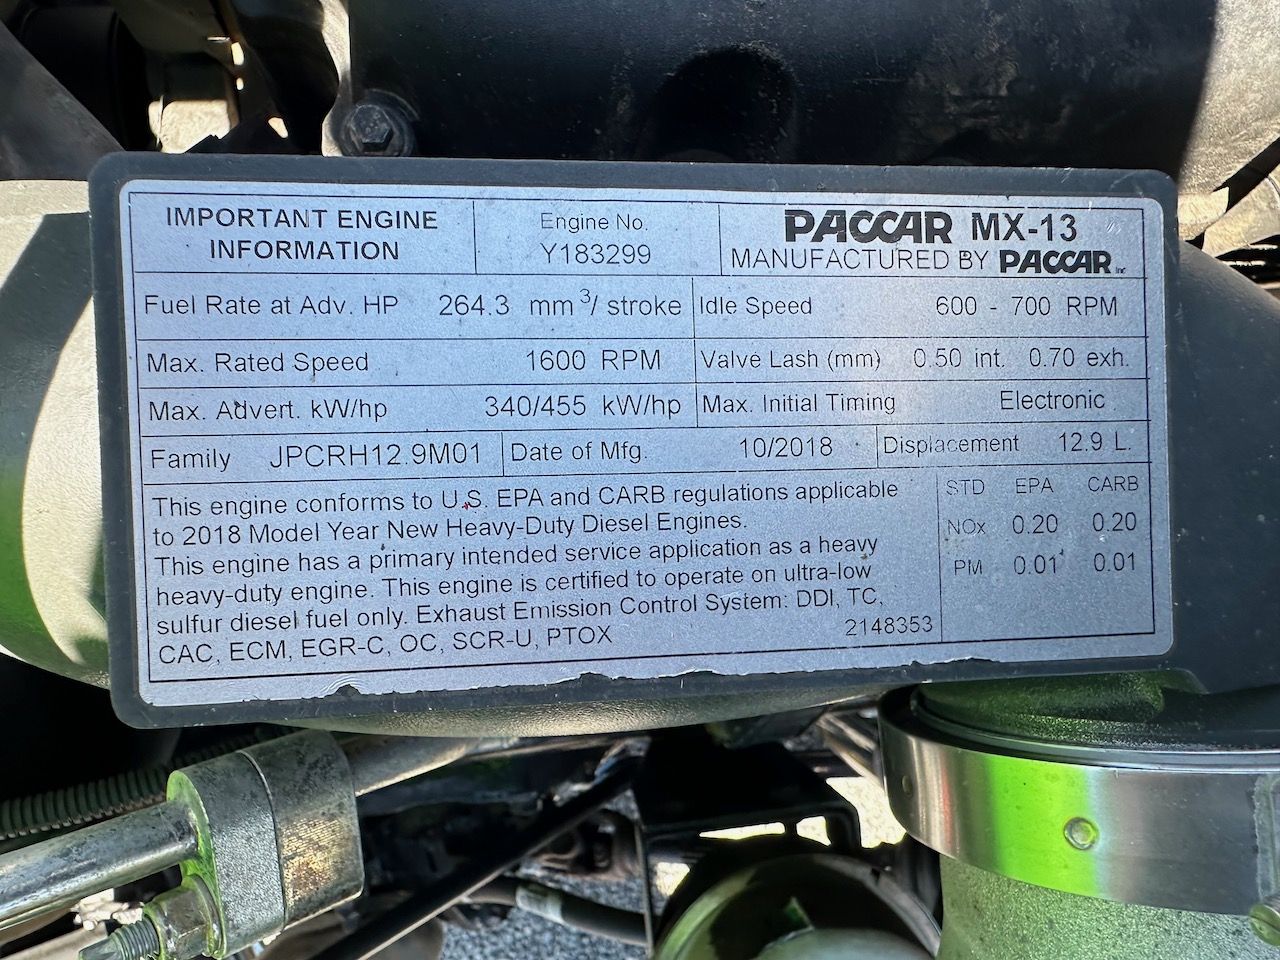 IMPORTANT ENGINE
INFORMATION
Engine No.
Y183299
PACCAR MX-13
MANUFACTURED BY PACCAR Inc
Fuel Rate at Adv. HP 264.3 mm3/ stroke
Idle Speed 600 - 700 RPM
Max. Rated Speed 1600 RPM
Valve Lash (mm) 0.50 int. 0.70 exh.
Max. Advert. kW/hp 340/455 kW/hp
Max. Initial Timing Electronic
Family JPCRH12.9M01
Date of Mfg. 10/2018
Displacement 12.9 L.
This engine conforms to U.S. EPA and CARB regulations applicable
to 2018 Model Year New Heavy-Duty Diesel Engines.
This engine has a primary intended service application as a heavy
heavy-duty engine. This engine is certified to operate on ultra-low
sulfur diesel fuel only. Exhaust Emission Control System: DDI, TC,
CAC, ECM, EGR-C, OC, SCR-U, PTOX
2148353
STD EPA CARB
NOx 0.20 0.20
PM 0.01 0.01